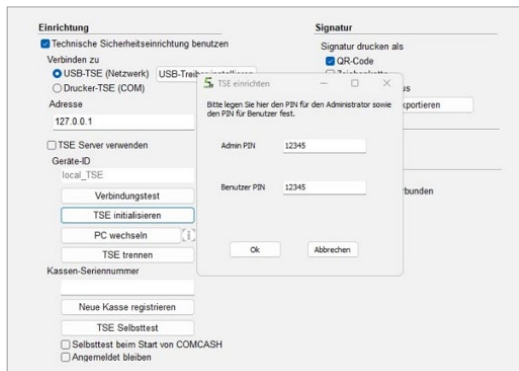 Einrichtung
Technische Sicherheitseinrichtung benutzen
Verbinden zu
USB-TSE (Netzwerk)
Drucker-TSE (COM)
Adresse
127.0.0.1
TSE Server verwenden
Geräte-ID
local_TSE
Verbindungstest
TSE initialisieren
PC wechseln
TSE trennen
Kassen-Seriennummer
Neue Kasse registrieren
TSE Selbsttest
Selbsttest beim Start von COMCASH
Angemeldet bleiben
TSE einrichten
Bitte legen Sie hier den PIN für den Administrator sowie
den PIN für Benutzer fest.
Admin PIN 12345
Benutzer PIN 12345
Ok Abbrechen
Signatur
Signatur drucken als
QR-Code